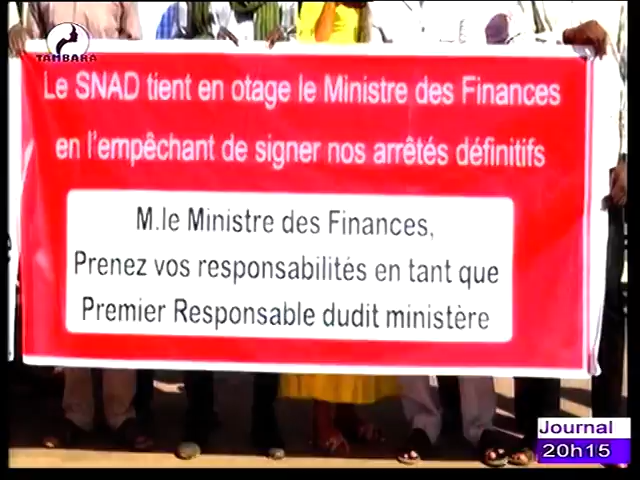 TAMBARA
Le SNAD tient en otage le Ministre des Finances
en l'empêchant de signer nos arrêtés définitifs
M.le Ministre des Finances,
Prenez vos responsabilités en tant que
Premier Responsable dudit ministère
Journal
20h15